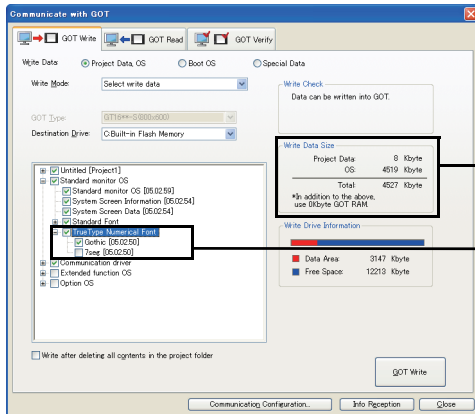 Communicate with GOT
GOT Write
GOT Read
GOT Verify
Write Data:
Project Data, OS
Boot OS
Special Data
Write Mode:
Select write data
GOT Type:
GT16**-S(800x600)
Destination Drive:
C:Built-in Flash Memory
Write Check
Data can be written into GOT.
Write Data Size
Project Data: 8 Kbyte
OS: 4519 Kbyte
Total: 4527 Kbyte
*In addition to the above,
use 0Kbyte GOT RAM.
Write Drive Information
Data Area: 3147 Kbyte
Free Space: 12213 Kbyte
Untitled [Project1]
Standard monitor OS
Standard monitor OS [05.02.59]
System Screen Information [05.02.54]
System Screen Data [05.02.54]
Standard Font
TrueType Numerical Font
Gothic [05.02.50]
7seg [05.02.50]
Communication driver
Extended function OS
Option OS
Write after deleting all contents in the project folder
GOT Write
Communication Configuration...
Info Reception
Close